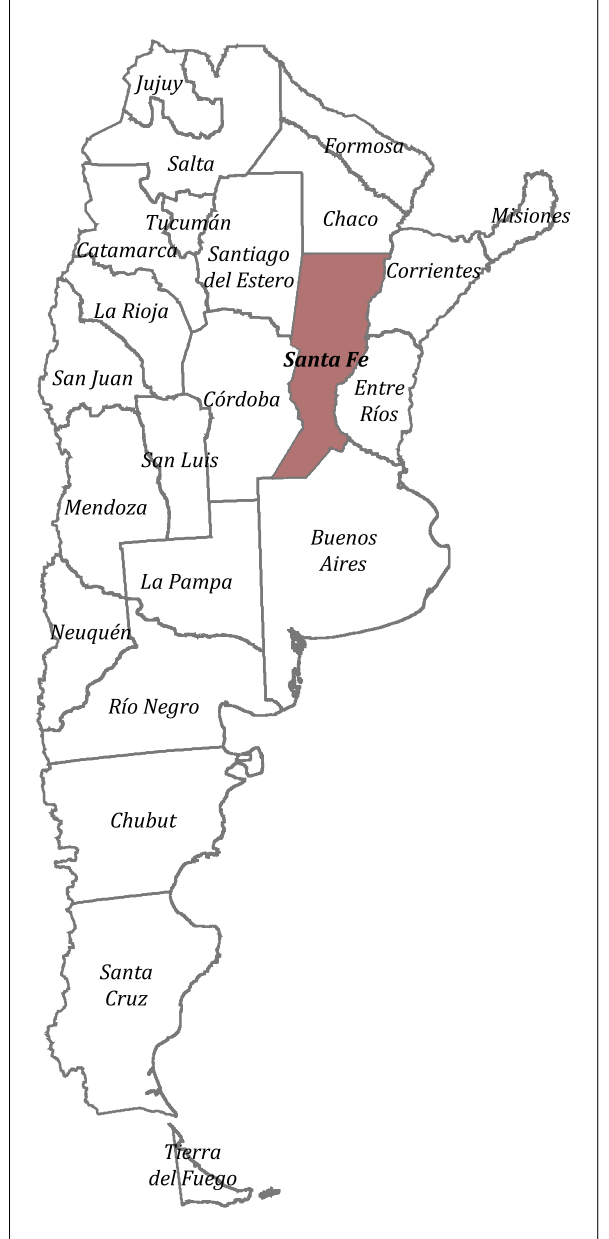 Jujuy
Formosa
Salta
Misiones
Chaco
Tucumán
Catamarca
Santiago
del Estero
Corrientes
La Rioja
Santa Fe
San Juan
Entre
Ríos
Córdoba
San Luis
Mendoza
Buenos
Aires
La Pampa
Neuquén
Río Negro
Chubut
Santa
Cruz
Tierra
del Fuego